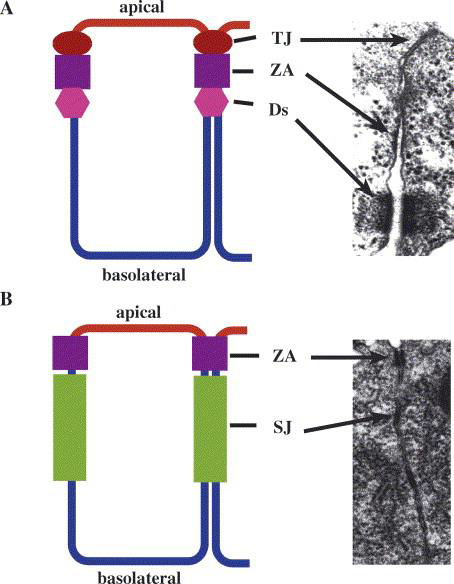 A
apical
TJ
ZA
Ds
basolateral
B
apical
ZA
SJ
basolateral